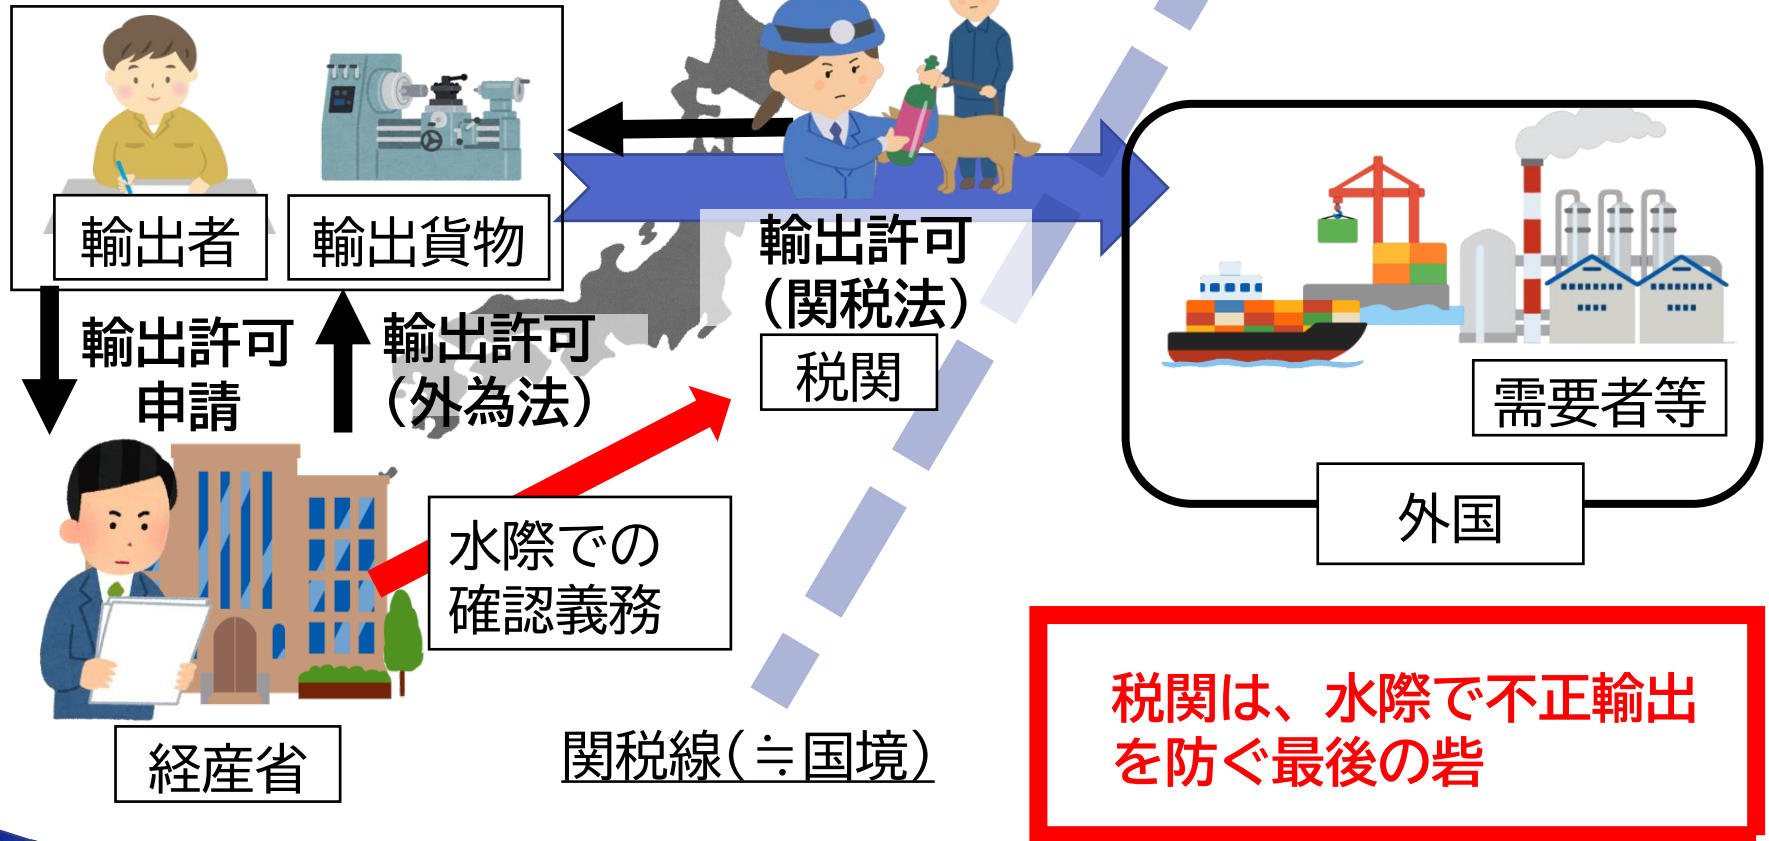 輸出者
輸出貨物
輸出許可
申請
輸出許可
（外為法）
輸出許可
（関税法）
税関
需要者等
外国
水際での
確認義務
経産省
関税線（≒国境）
税関は、水際で不正輸出
を防ぐ最後の砦